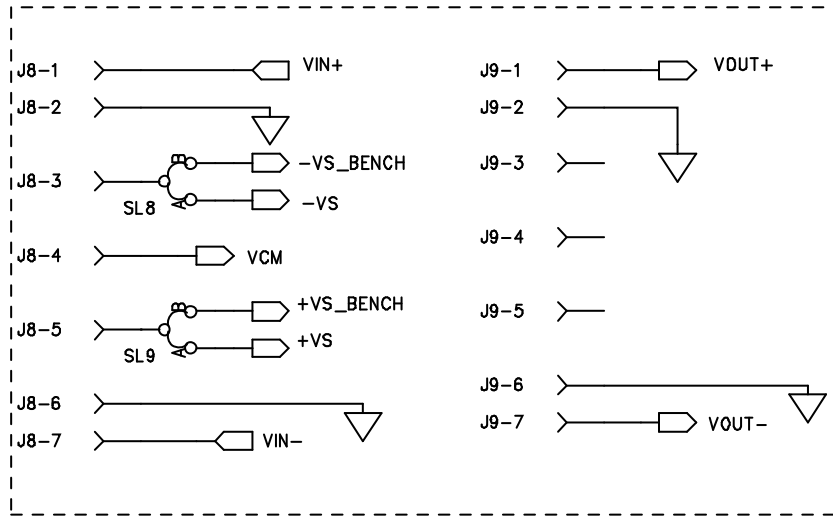 J8-1 VIN+
J8-2
J8-3 B -VS_BENCH
SL8 A -VS
J8-4 VCM
J8-5 B +VS_BENCH
SL9 A +VS
J8-6
J8-7 VIN-
J9-1 VOUT+
J9-2
J9-3
J9-4
J9-5
J9-6
J9-7 VOUT-